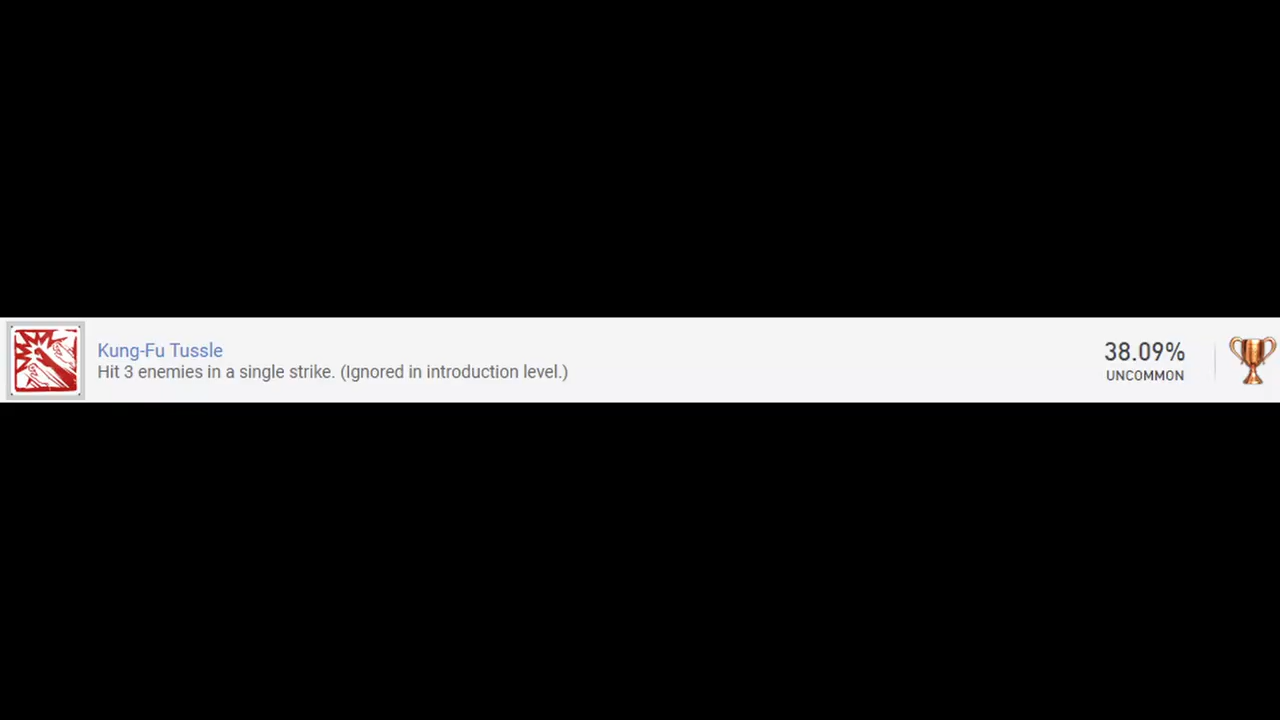 Kung-Fu Tussle
Hit 3 enemies in a single strike. (Ignored in introduction level.)
38.09%
UNCOMMON